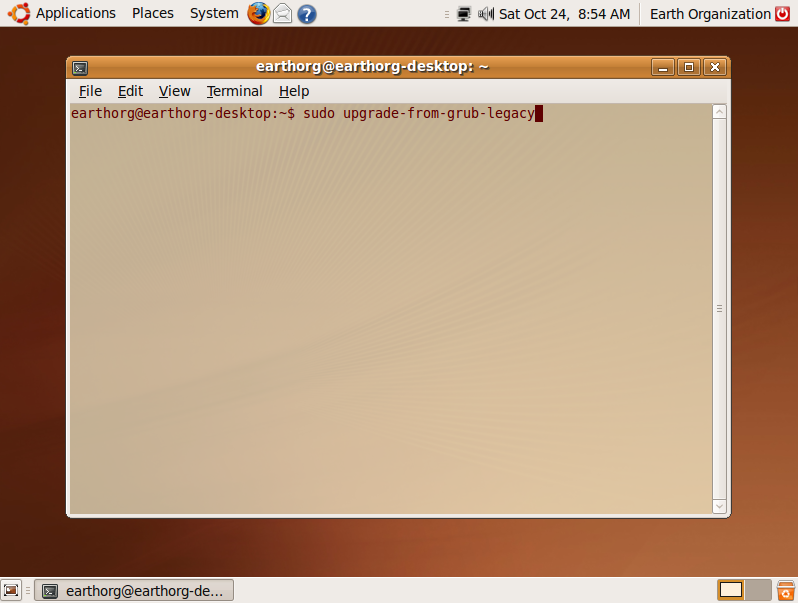 Applications Places System Sat Oct 24, 8:54 AM Earth Organization
earthorg@earthorg-desktop: ~
File Edit View Terminal Help
earthorg@earthorg-desktop:~$ sudo upgrade-from-grub-legacy
earthorg@earthorg-de...